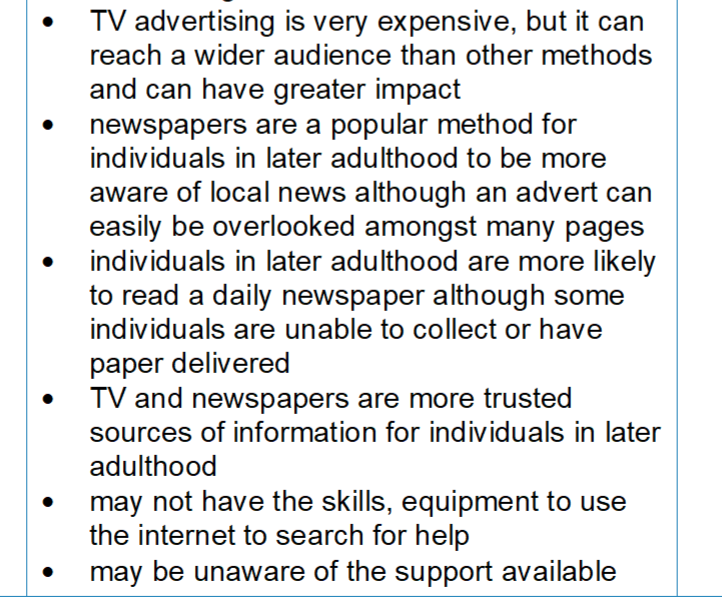 • TV advertising is very expensive, but it can
reach a wider audience than other methods
and can have greater impact
• newspapers are a popular method for
individuals in later adulthood to be more
aware of local news although an advert can
easily be overlooked amongst many pages
• individuals in later adulthood are more likely
to read a daily newspaper although some
individuals are unable to collect or have
paper delivered
• TV and newspapers are more trusted
sources of information for individuals in later
adulthood
• may not have the skills, equipment to use
the internet to search for help
• may be unaware of the support available